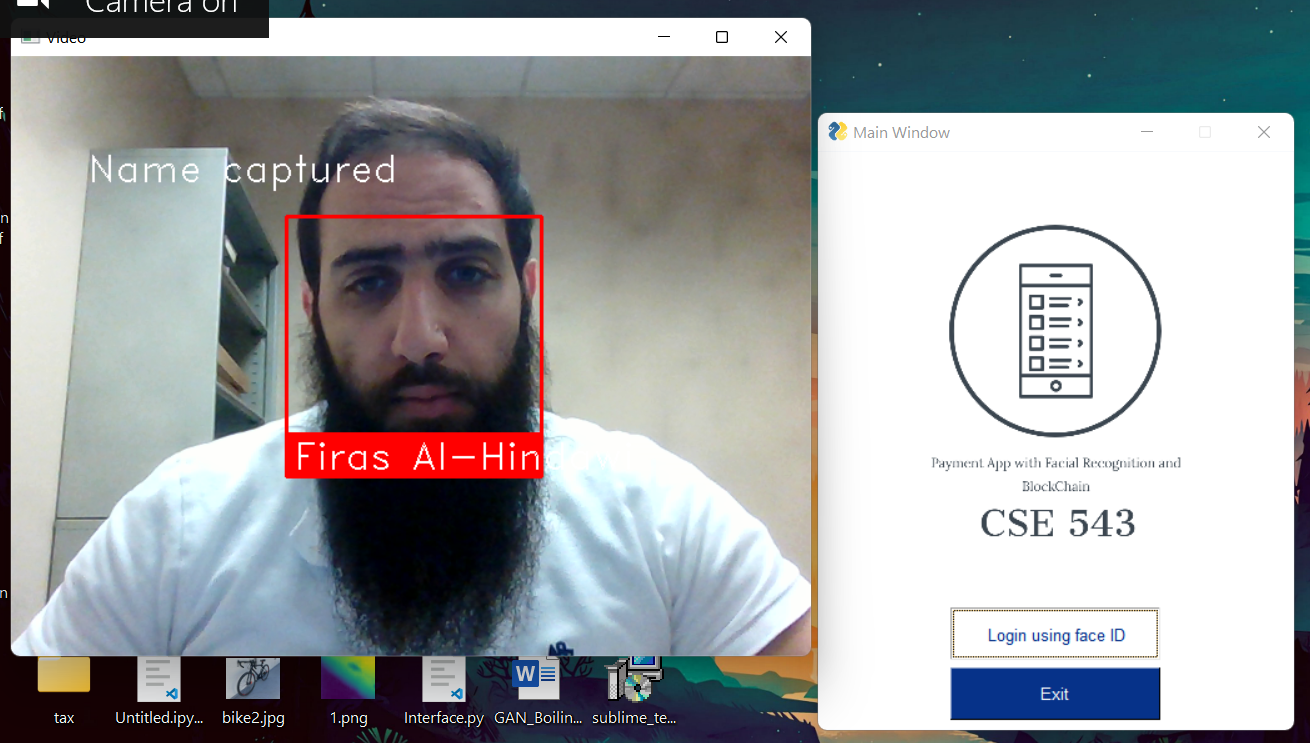 Camera on
Video
Name captured
Firas Al-Hin
Main Window
Payment App with Facial Recognition and
BlockChain
CSE 543
Login using face ID
Exit
tax
Untitled.ipy...
bike2.jpg
1.png
Interface.py
GAN_Boilin...
sublime_te...
W